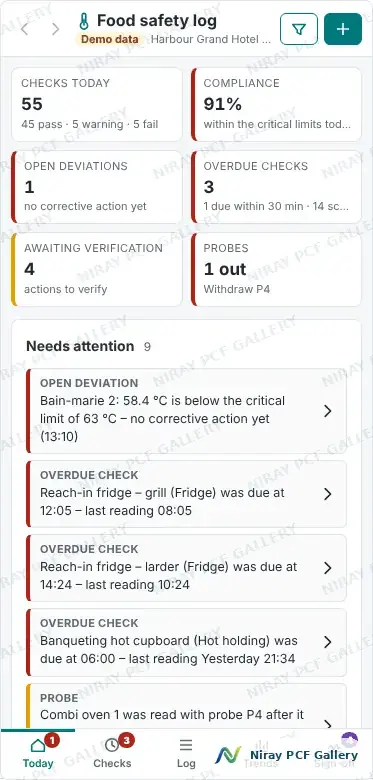 Food safety log
Demo data · Harbour Grand Hotel ...
CHECKS TODAY
55
45 pass · 5 warning · 5 fail
COMPLIANCE
91%
within the critical limits tod...
OPEN DEVIATIONS
1
no corrective action yet
OVERDUE CHECKS
3
1 due within 30 min · 14 sc...
AWAITING VERIFICATION
4
actions to verify
PROBES
1 out
Withdraw P4
Needs attention 9
OPEN DEVIATION
Bain-marie 2: 58.4 °C is below the critical
limit of 63 °C – no corrective action yet
(13:10)
OVERDUE CHECK
Reach-in fridge – grill (Fridge) was due at
12:05 – last reading 08:05
OVERDUE CHECK
Reach-in fridge – larder (Fridge) was due at
14:24 – last reading 10:24
OVERDUE CHECK
Banqueting hot cupboard (Hot holding) was
due at 06:00 – last reading Yesterday 21:34
PROBE
Combi oven 1 was read with probe P4 after it
1
3
Today
Checks
Log
Trends
Sign-off
Niray PCF Gallery
NIRAY PCF GALLERY